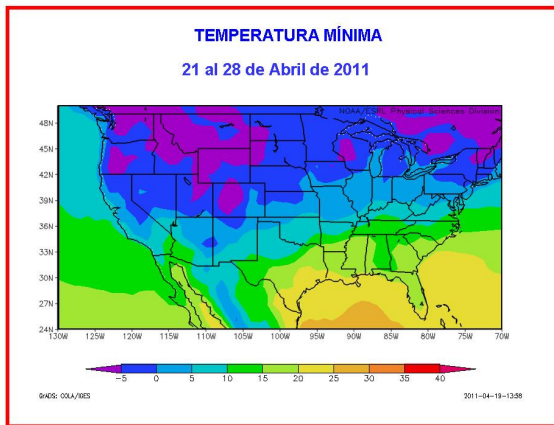 TEMPERATURA MÍNIMA
21 al 28 de Abril de 2011
NOAA/ESRL Physical Sciences Division
48N
45N
42N
39N
36N
33N
30N
27N
24N
130W 125W 120W 115W 110W 105W 100W 95W 90W 85W 80W 75W 70W
-5 0 5 10 15 20 25 30 35 40
GrADS: COLA/IGES 2011-04-19-13:58